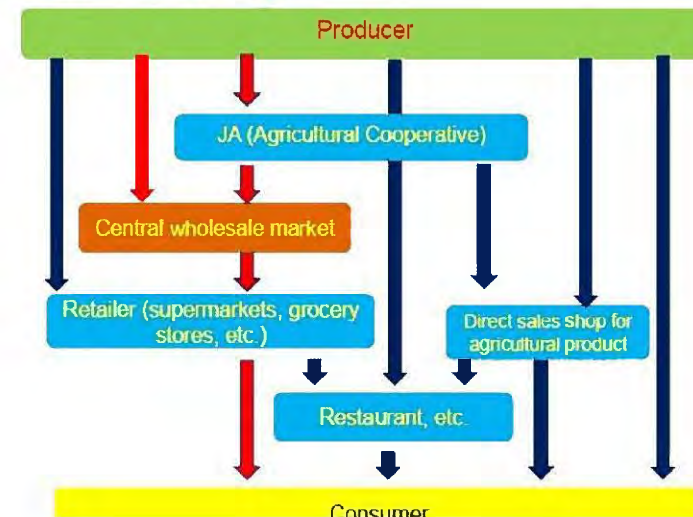 Producer
JA (Agricultural Cooperative)
Central wholesale market
Retailer (supermarkets, grocery
stores, etc.)
Direct sales shop for
agricultural product
Restaurant, etc.
Consumer